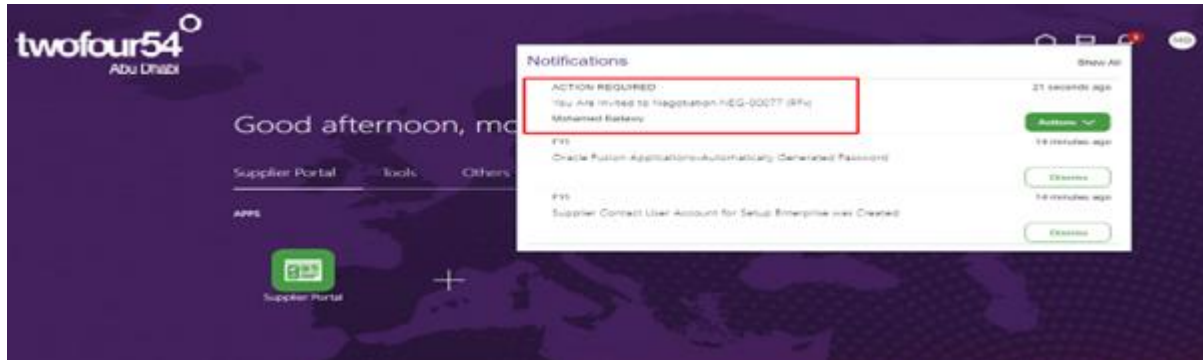 twofour54
Abu Dhabi
Notifications
Show All
ACTION REQUIRED
21 seconds ago
You Are Invited to Negotiation NEG-00077 (RFx)
Mohamed
Actions
Good afternoon, mo
FYI
14 minutes ago
Oracle Fusion Applications-Automatically Generated Password
Dismiss
Supplier Portal
Tools
Others
FYI
14 minutes ago
Supplier Contact User Account for Setup Enterprise was Created
Dismiss
APPS
Supplier Portal